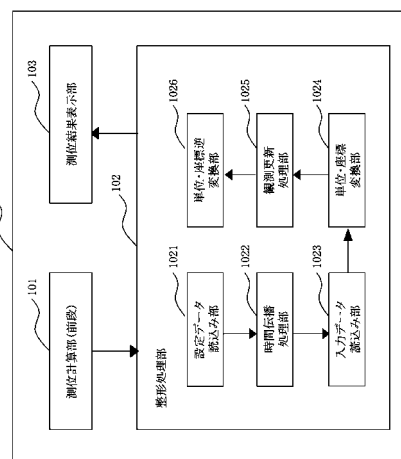 101
測位計算部(前段)
103
測位結果表示部
102
整形処理部
1021
設定データ
読込み部
1022
時間伝播
処理部
1023
入力データ
読込み部
1026
単位・座標逆
変換部
1025
観測更新
処理部
1024
単位・座標
変換部